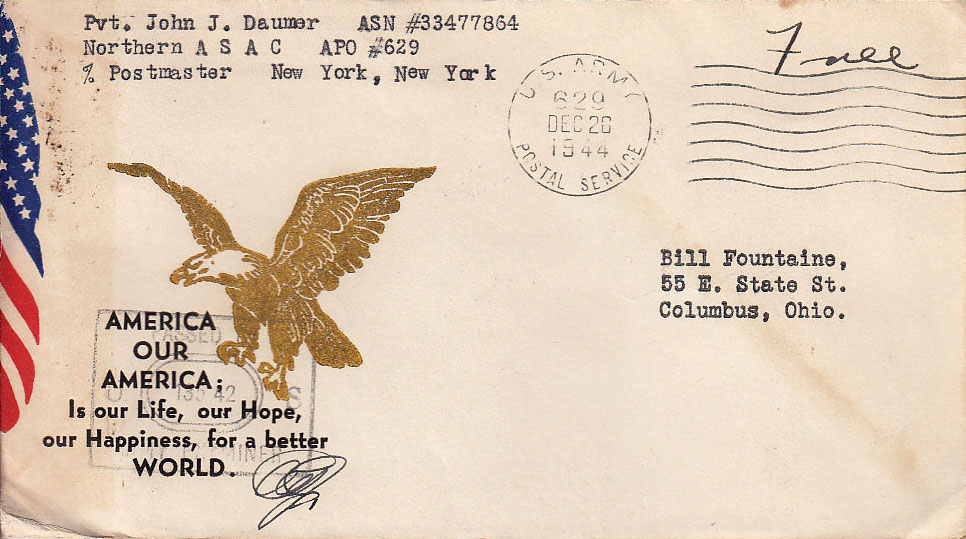 Pvt. John J. Daumer ASN #33477864
Northern A S A C APO #629
% Postmaster New York, New York
U.S. ARMY
629
DEC 26
1944
POSTAL SERVICE
Free
Bill Fountaine,
55 E. State St.
Columbus, Ohio.
AMERICA
OUR
AMERICA;
Is our Life, our Hope,
our Happiness, for a better
WORLD.
PASSED
U S
EXAMINER